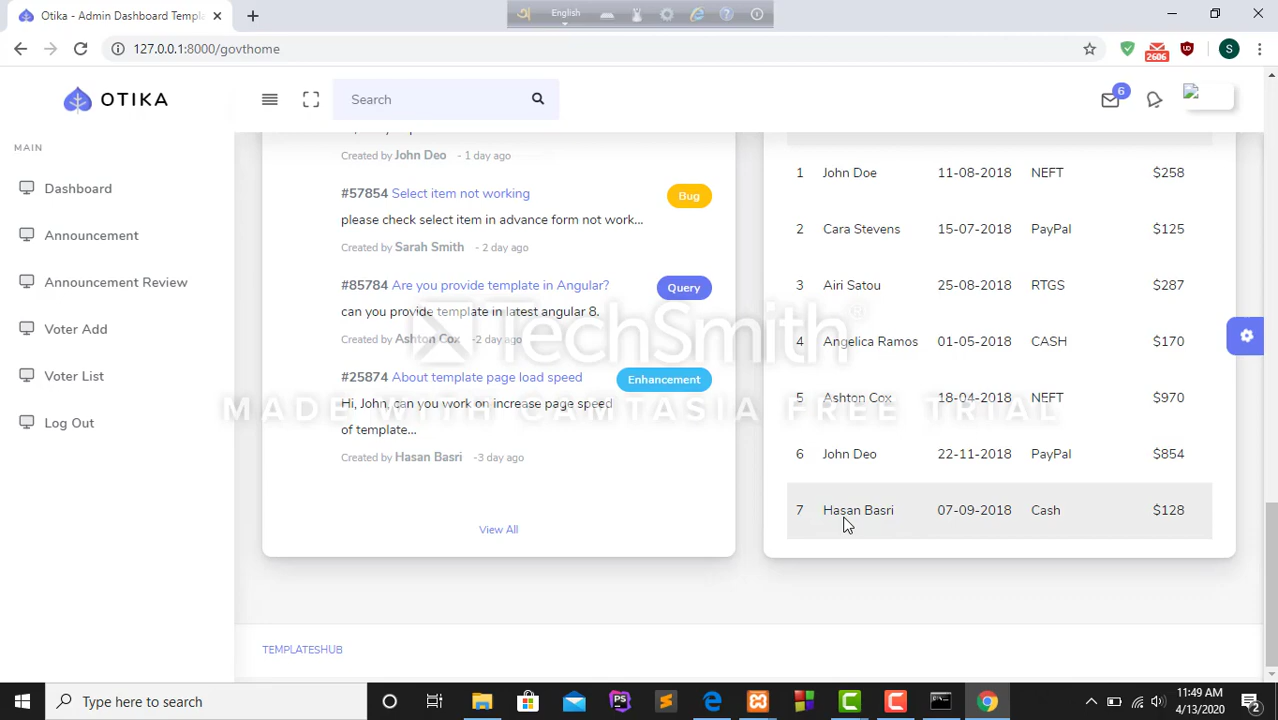 Otika - Admin Dashboard Templa
English
127.0.0.1:8000/govthome
2606
S
OTIKA
Search
6
MAIN
Dashboard
Announcement
Announcement Review
Voter Add
Voter List
Log Out
Created by John Deo - 1 day ago
#57854 Select item not working
Bug
please check select item in advance form not work...
Created by Sarah Smith - 2 day ago
#85784 Are you provide template in Angular?
Query
can you provide template in latest angular 8.
Created by Ashton Cox -2 day ago
#25874 About template page load speed
Enhancement
Hi, John, can you work on increase page speed
of template...
Created by Hasan Basri -3 day ago
View All
1 John Doe 11-08-2018 NEFT $258
2 Cara Stevens 15-07-2018 PayPal $125
3 Airi Satou 25-08-2018 RTGS $287
4 Angelica Ramos 01-05-2018 CASH $170
5 Ashton Cox 18-04-2018 NEFT $970
6 John Deo 22-11-2018 PayPal $854
7 Hasan Basri 07-09-2018 Cash $128
TechSmith®
MADE WITH CAMTASIA FREE TRIAL
TEMPLATESHUB
Type here to search
11:49 AM
4/13/2020
2